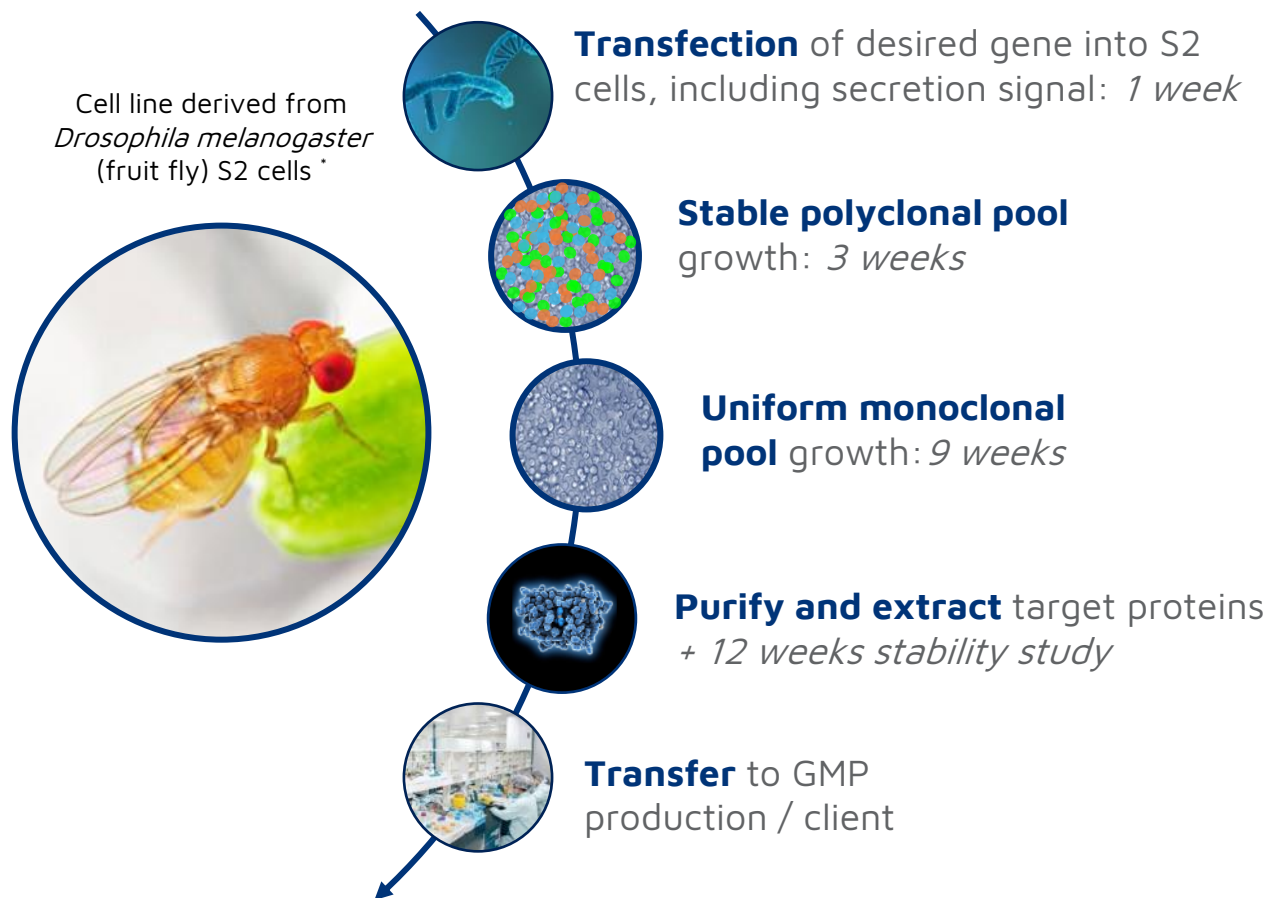 Cell line derived from
Drosophila melanogaster
(fruit fly) S2 cells *
Transfection of desired gene into S2
cells, including secretion signal: 1 week
Stable polyclonal pool
growth: 3 weeks
Uniform monoclonal
pool growth: 9 weeks
Purify and extract target proteins
+ 12 weeks stability study
Transfer to GMP
production / client